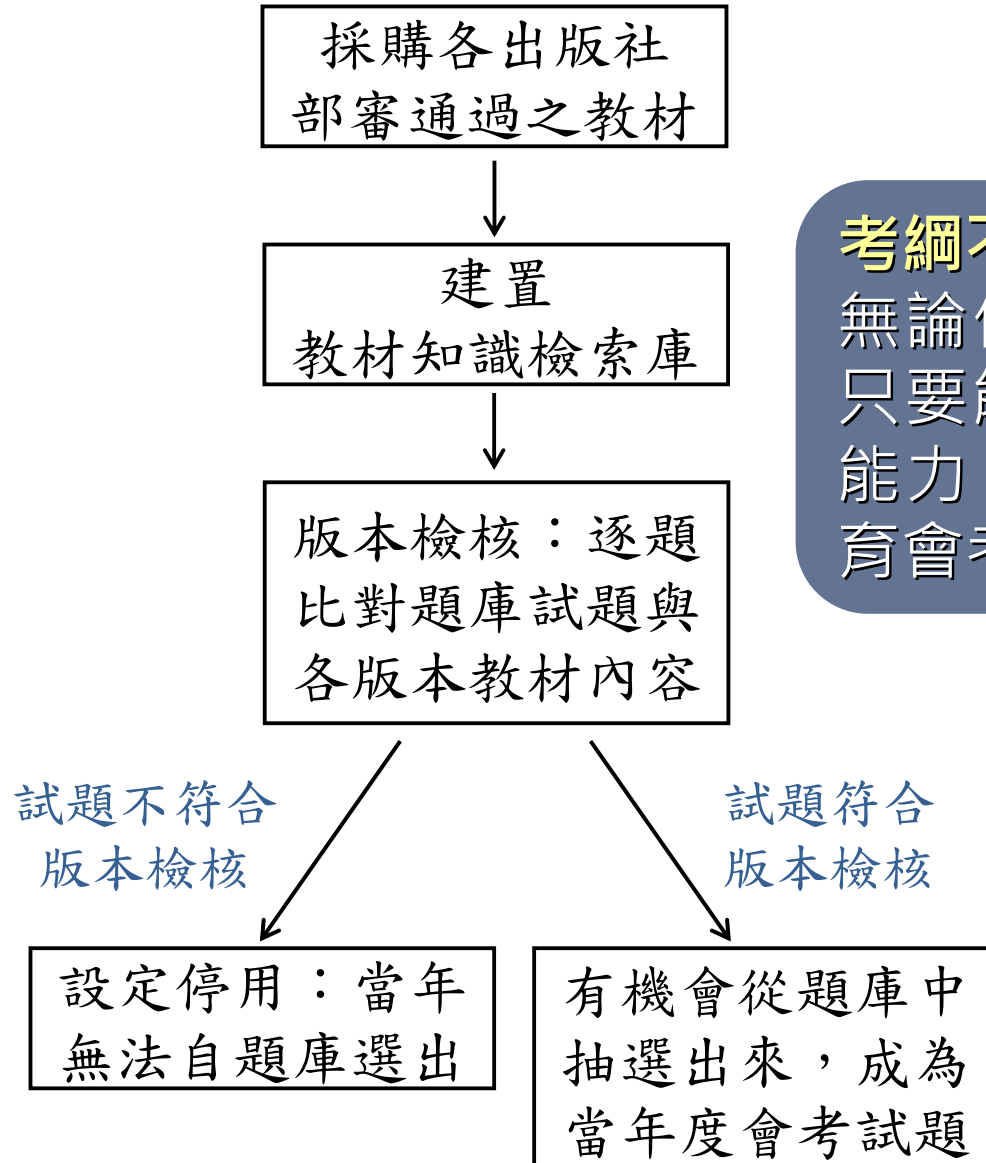 採購各出版社
部審通過之教材
建置
教材知識檢索庫
考綱
無論
只要
能力
育會
版本檢核：逐題
比對題庫試題與
各版本教材內容
試題不符合
版本檢核
試題符合
版本檢核
設定停用：當年
無法自題庫選出
有機會從題庫中
抽選出來，成為
當年度會考試題